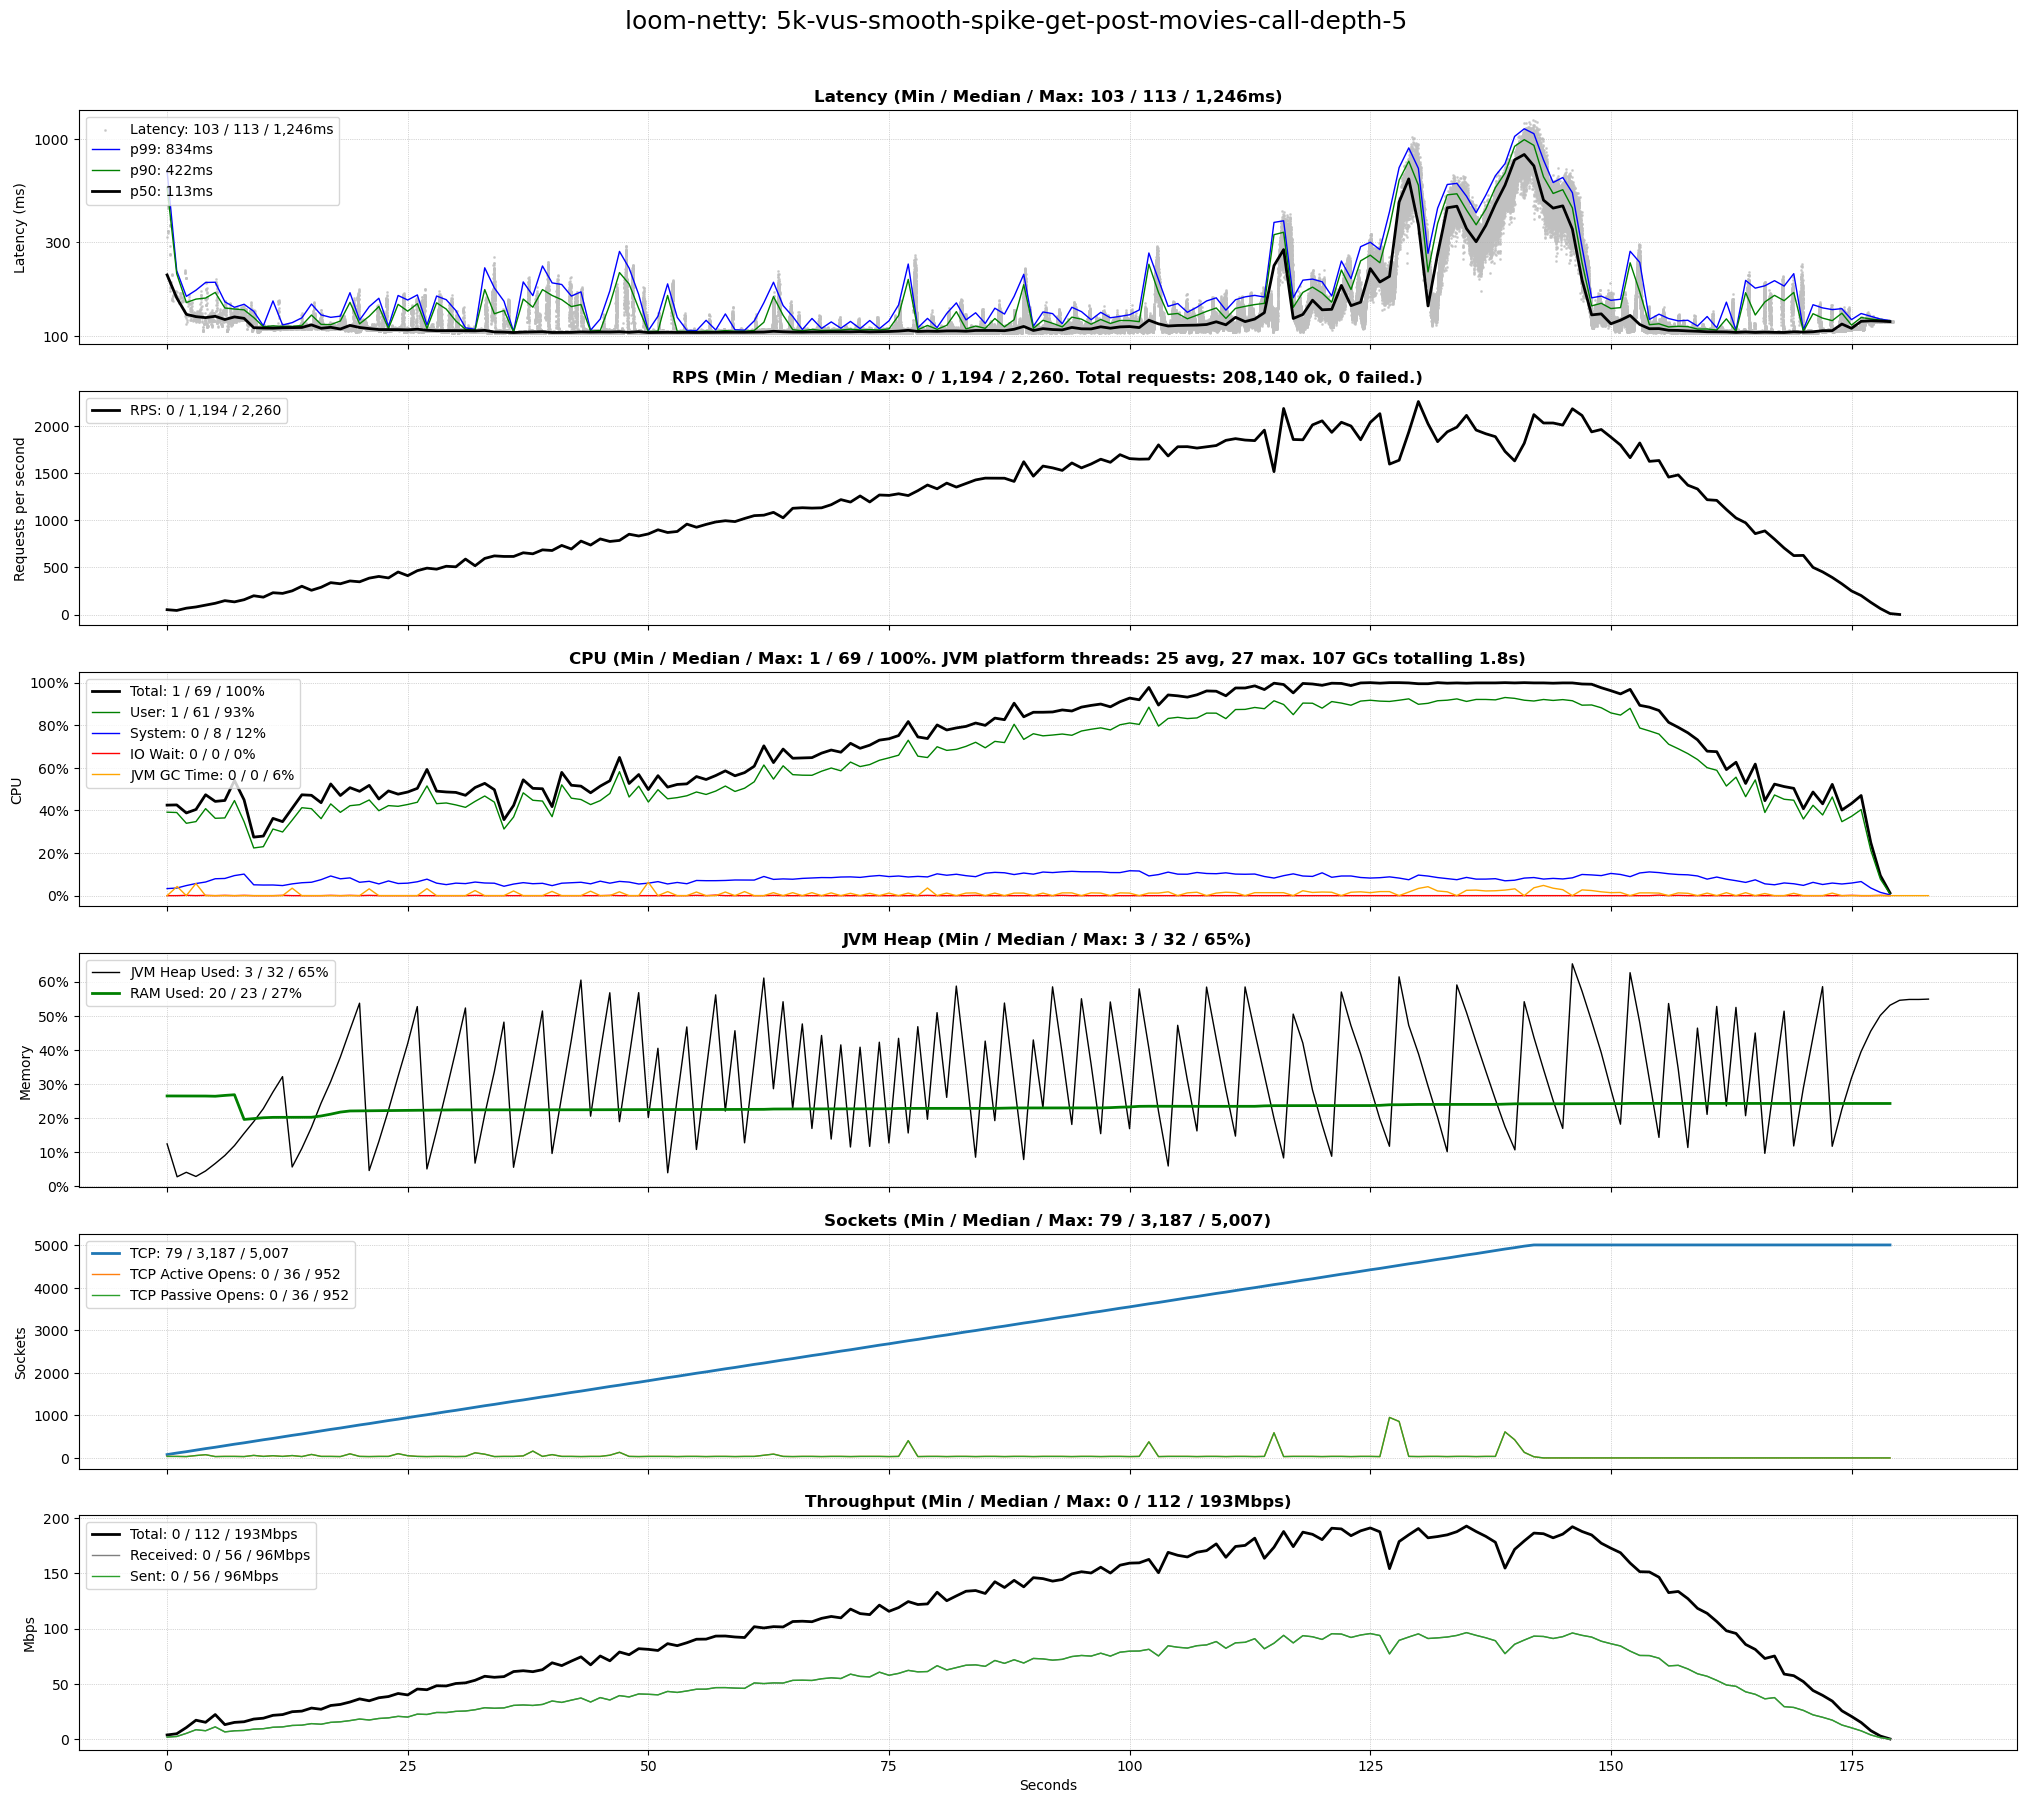 loom-netty: 5k-vus-smooth-spike-get-post-movies-call-depth-5
Latency (Min / Median / Max: 103 / 113 / 1,246ms)
Latency: 103 / 113 / 1,246ms
p99: 834ms
p90: 422ms
p50: 113ms
Latency (ms)
1000
300
100
RPS (Min / Median / Max: 0 / 1,194 / 2,260. Total requests: 208,140 ok, 0 failed.)
RPS: 0 / 1,194 / 2,260
Requests per second
2000
1500
1000
500
0
CPU (Min / Median / Max: 1 / 69 / 100%. JVM platform threads: 25 avg, 27 max. 107 GCs totalling 1.8s)
Total: 1 / 69 / 100%
User: 1 / 61 / 93%
System: 0 / 8 / 12%
IO Wait: 0 / 0 / 0%
JVM GC Time: 0 / 0 / 6%
CPU
100%
80%
60%
40%
20%
0%
JVM Heap (Min / Median / Max: 3 / 32 / 65%)
JVM Heap Used: 3 / 32 / 65%
RAM Used: 20 / 23 / 27%
Memory
60%
50%
40%
30%
20%
10%
0%
Sockets (Min / Median / Max: 79 / 3,187 / 5,007)
TCP: 79 / 3,187 / 5,007
TCP Active Opens: 0 / 36 / 952
TCP Passive Opens: 0 / 36 / 952
Sockets
5000
4000
3000
2000
1000
0
Throughput (Min / Median / Max: 0 / 112 / 193Mbps)
Total: 0 / 112 / 193Mbps
Received: 0 / 56 / 96Mbps
Sent: 0 / 56 / 96Mbps
Mbps
200
150
100
50
0
0 25 50 75 100 125 150 175
Seconds